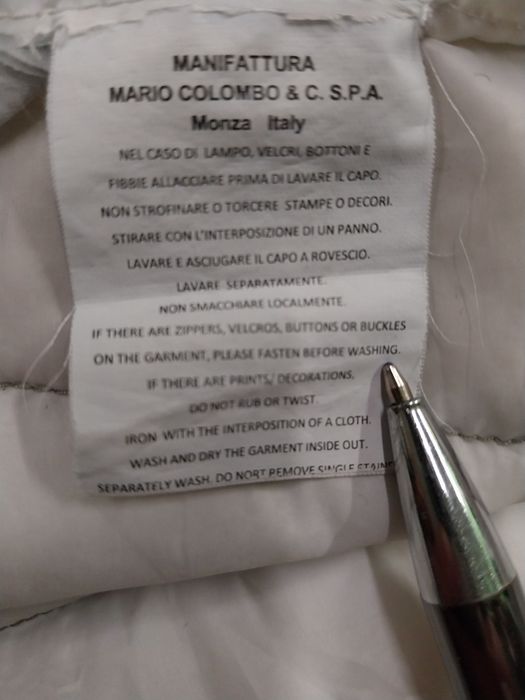 MANIFATTURA
MARIO COLOMBO & C. S.P.A.
Monza Italy
NEL CASO DI LAMPO, VELCRI, BOTTONI E
FIBBIE ALLACCIARE PRIMA DI LAVARE IL CAPO.
NON STROFINARE O TORCERE STAMPE O DECORI.
STIRARE CON L'INTERPOSIZIONE DI UN PANNO.
LAVARE E ASCIUGARE IL CAPO A ROVESCIO.
LAVARE SEPARATAMENTE.
NON SMACCHIARE LOCALMENTE.
IF THERE ARE ZIPPERS, VELCROS, BUTTONS OR BUCKLES
ON THE GARMENT, PLEASE FASTEN BEFORE WASHING.
IF THERE ARE PRINTS/ DECORATIONS,
DO NOT RUB OR TWIST.
IRON WITH THE INTERPOSITION OF A CLOTH.
WASH AND DRY THE GARMENT INSIDE OUT.
SEPARATELY WASH. DO NORT REMOVE SINGLE STAINS